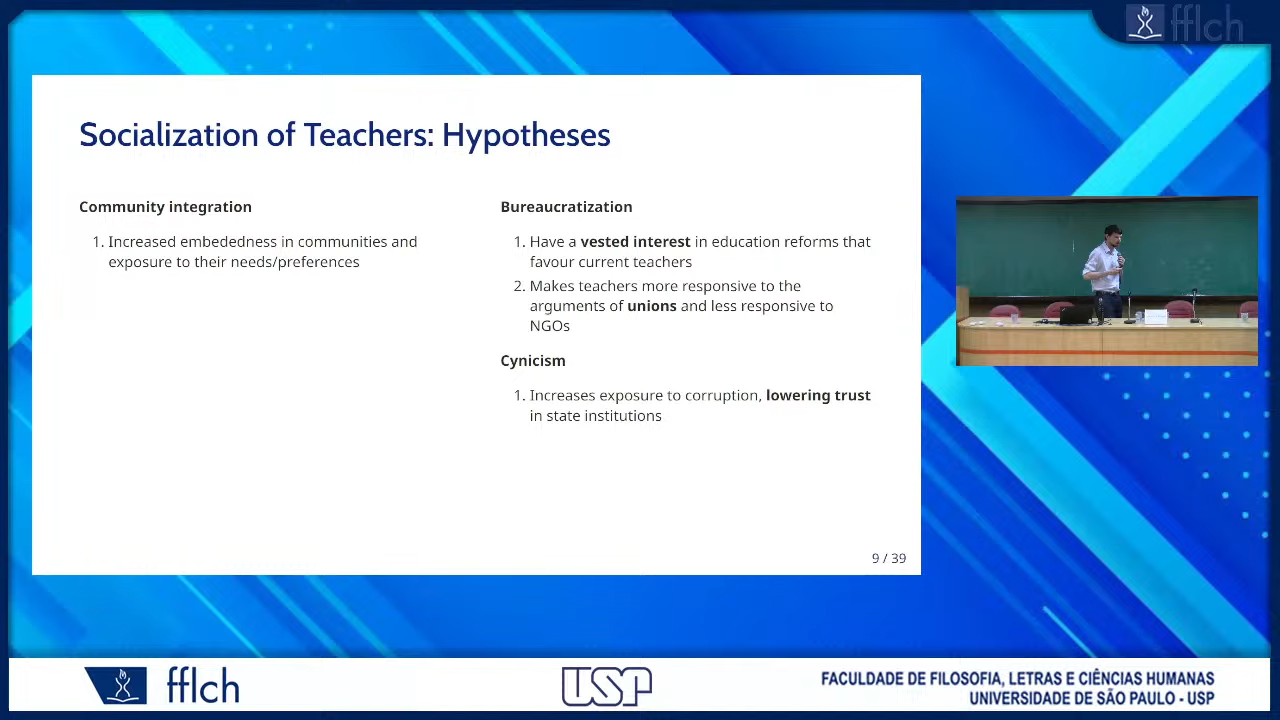 fflch
Socialization of Teachers: Hypotheses
Community integration
1. Increased embededness in communities and
exposure to their needs/preferences
Bureaucratization
1. Have a vested interest in education reforms that
favour current teachers
2. Makes teachers more responsive to the
arguments of unions and less responsive to
NGOs
Cynicism
1. Increases exposure to corruption, lowering trust
in state institutions
9 / 39
fflch
USP
FACULDADE DE FILOSOFIA, LETRAS E CIÊNCIAS HUMANAS
UNIVERSIDADE DE SÃO PAULO - USP